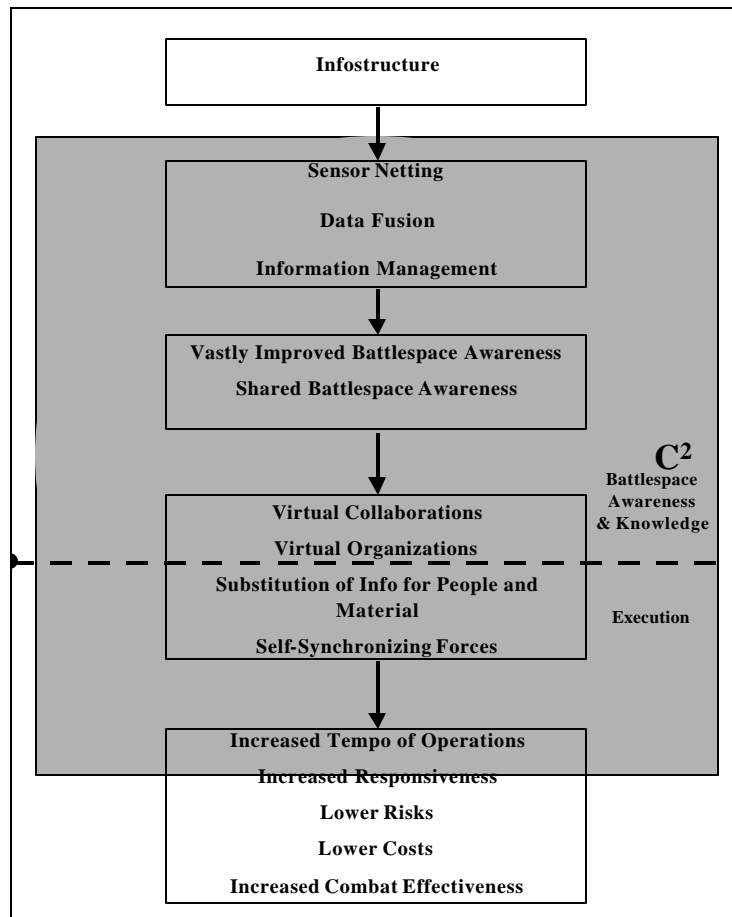 Infostructure
Sensor Netting
Data Fusion
Information Management
Vastly Improved Battlespace Awareness
Shared Battlespace Awareness
C²
Battlespace
Awareness
& Knowledge
Virtual Collaborations
Virtual Organizations
Substitution of Info for People and
Material
Execution
Self-Synchronizing Forces
Increased Tempo of Operations
Increased Responsiveness
Lower Risks
Lower Costs
Increased Combat Effectiveness